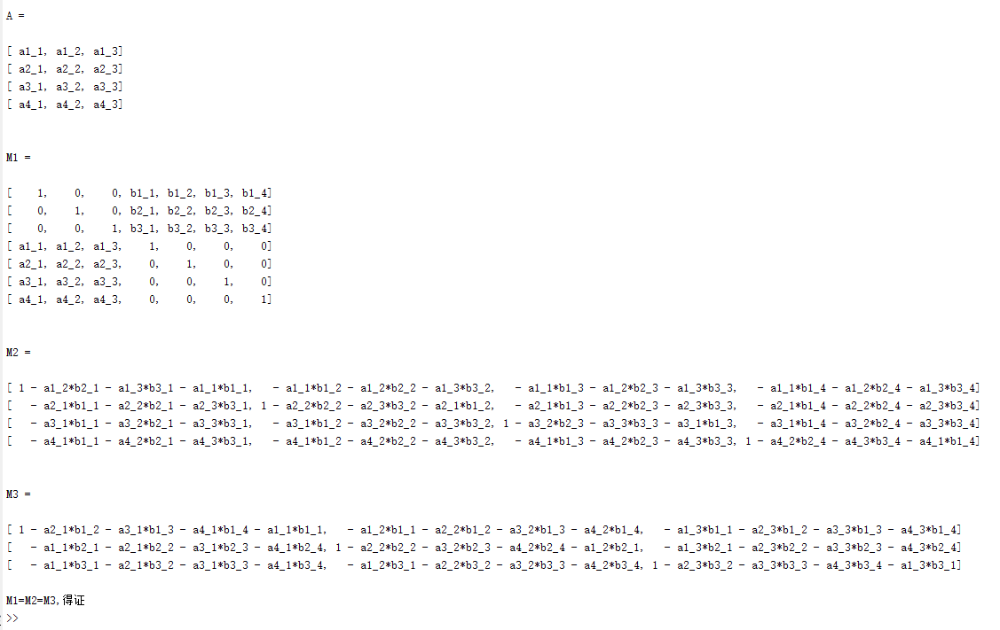 A =
[ a1_1, a1_2, a1_3]
[ a2_1, a2_2, a2_3]
[ a3_1, a3_2, a3_3]
[ a4_1, a4_2, a4_3]
M1 =
[    1,    0,    0, b1_1, b1_2, b1_3, b1_4]
[    0,    1,    0, b2_1, b2_2, b2_3, b2_4]
[    0,    0,    1, b3_1, b3_2, b3_3, b3_4]
[ a1_1, a1_2, a1_3,    1,    0,    0,    0]
[ a2_1, a2_2, a2_3,    0,    1,    0,    0]
[ a3_1, a3_2, a3_3,    0,    0,    1,    0]
[ a4_1, a4_2, a4_3,    0,    0,    0,    1]
M2 =
[ 1 - a1_2*b2_1 - a1_3*b3_1 - a1_1*b1_1,   - a1_1*b1_2 - a1_2*b2_2 - a1_3*b3_2,   - a1_1*b1_3 - a1_2*b2_3 - a1_3*b3_3,   - a1_1*b1_4 - a1_2*b2_4 - a1_3*b3_4]
[   - a2_1*b1_1 - a2_2*b2_1 - a2_3*b3_1, 1 - a2_2*b2_2 - a2_3*b3_2 - a2_1*b1_2,   - a2_1*b1_3 - a2_2*b2_3 - a2_3*b3_3,   - a2_1*b1_4 - a2_2*b2_4 - a2_3*b3_4]
[   - a3_1*b1_1 - a3_2*b2_1 - a3_3*b3_1,   - a3_1*b1_2 - a3_2*b2_2 - a3_3*b3_2, 1 - a3_2*b2_3 - a3_3*b3_3 - a3_1*b1_3,   - a3_1*b1_4 - a3_2*b2_4 - a3_3*b3_4]
[   - a4_1*b1_1 - a4_2*b2_1 - a4_3*b3_1,   - a4_1*b1_2 - a4_2*b2_2 - a4_3*b3_2,   - a4_1*b1_3 - a4_2*b2_3 - a4_3*b3_3, 1 - a4_2*b2_4 - a4_3*b3_4 - a4_1*b1_4]
M3 =
[ 1 - a2_1*b1_2 - a3_1*b1_3 - a4_1*b1_4 - a1_1*b1_1,   - a1_2*b1_1 - a2_2*b1_2 - a3_2*b1_3 - a4_2*b1_4,   - a1_3*b1_1 - a2_3*b1_2 - a3_3*b1_3 - a4_3*b1_4]
[   - a1_1*b2_1 - a2_1*b2_2 - a3_1*b2_3 - a4_1*b2_4, 1 - a2_2*b2_2 - a3_2*b2_3 - a4_2*b2_4 - a1_2*b2_1,   - a1_3*b2_1 - a2_3*b2_2 - a3_3*b2_3 - a4_3*b2_4]
[   - a1_1*b3_1 - a2_1*b3_2 - a3_1*b3_3 - a4_1*b3_4,   - a1_2*b3_1 - a2_2*b3_2 - a3_2*b3_3 - a4_2*b3_4, 1 - a2_3*b3_2 - a3_3*b3_3 - a4_3*b3_4 - a1_3*b3_1]
M1=M2=M3,得证
>>